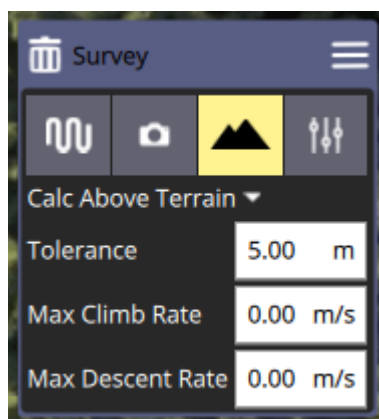 Survey
Calc Above Terrain
Tolerance 5.00 m
Max Climb Rate 0.00 m/s
Max Descent Rate 0.00 m/s